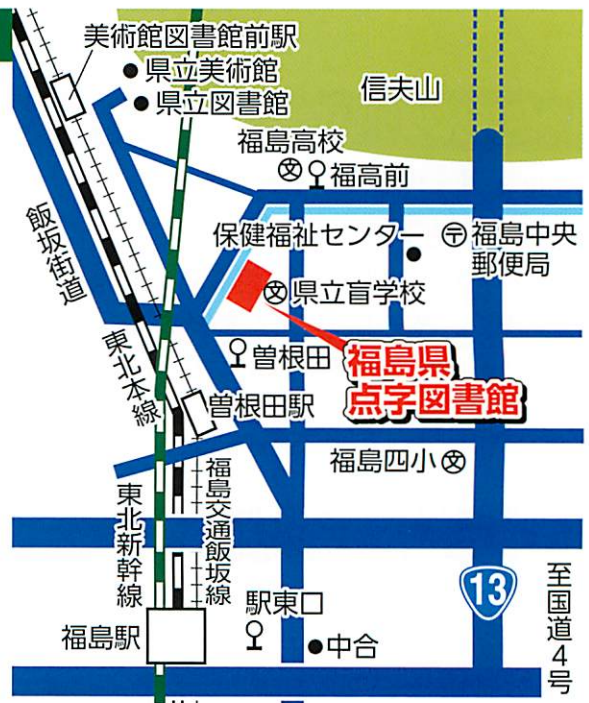 美術館図書館前駅
県立美術館
県立図書館
信夫山
福島高校
福高前
飯坂街道
保健福祉センター
福島中央
郵便局
県立盲学校
曽根田
福島県
点字図書館
東北本線
曽根田駅
福島四小
東北新幹線
福島交通飯坂線
13
至国道4号
駅東口
福島駅
中合